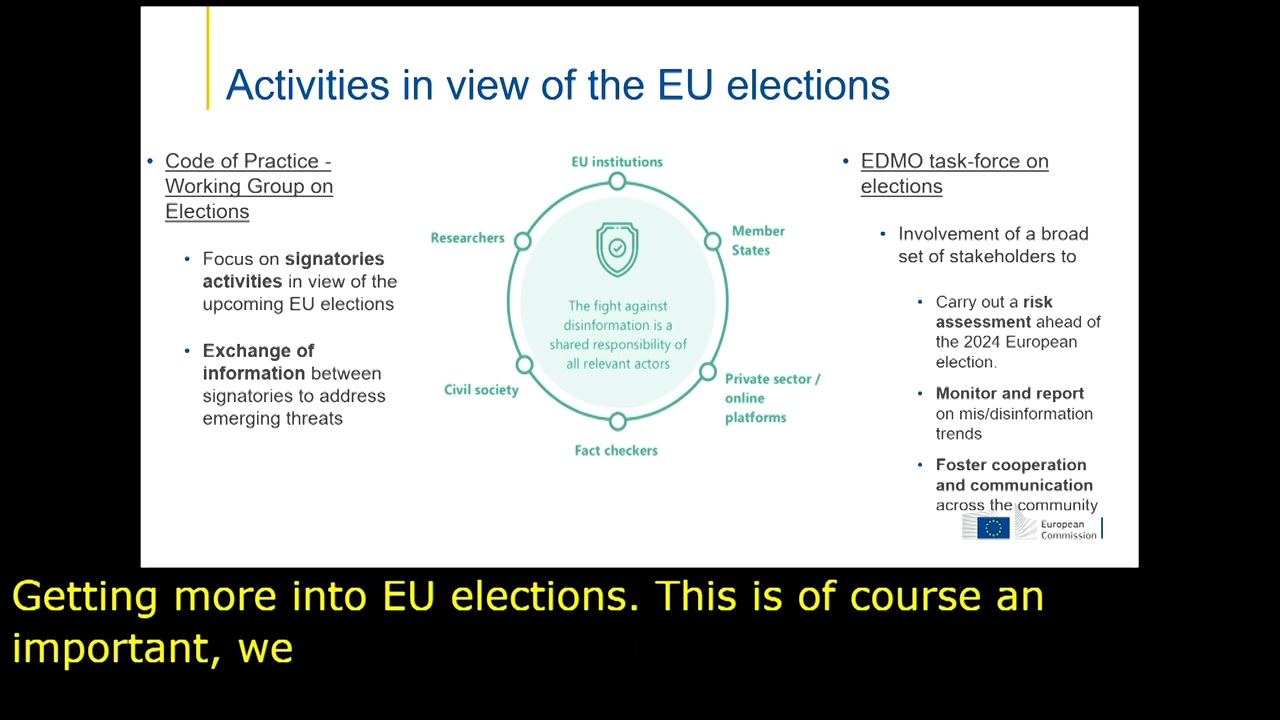 Activities in view of the EU elections
• Code of Practice -
Working Group on
Elections
• Focus on signatories
activities in view of the
upcoming EU elections
• Exchange of
information between
signatories to address
emerging threats
EU institutions
Researchers
Member
States
The fight against
disinformation is a
shared responsibility of
all relevant actors
Civil society
Private sector /
online
platforms
Fact checkers
• EDMO task-force on
elections
• Involvement of a broad
set of stakeholders to
• Carry out a risk
assessment ahead of
the 2024 European
election.
• Monitor and report
on mis/disinformation
trends
• Foster cooperation
and communication
across the community
European
Commission
Getting more into EU elections. This is of course an
important, we